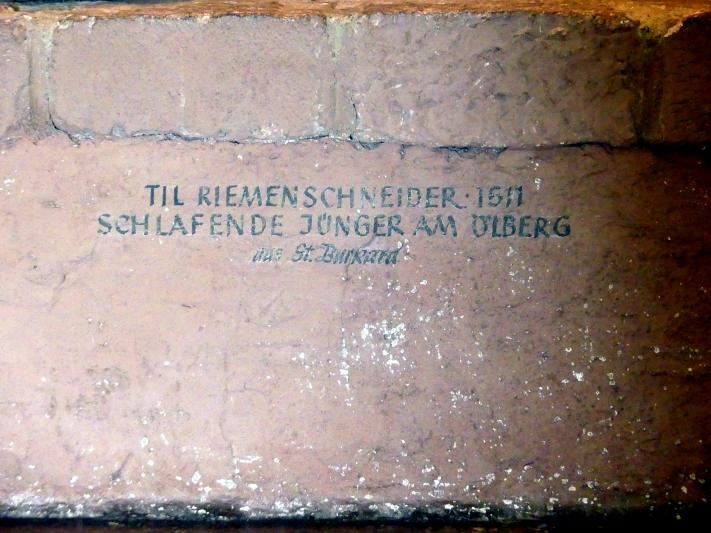 TIL RIEMENSCHNEIDER · 1511
SCHLAFENDE JÜNGER AM ÖLBERG
aus St. Burkard